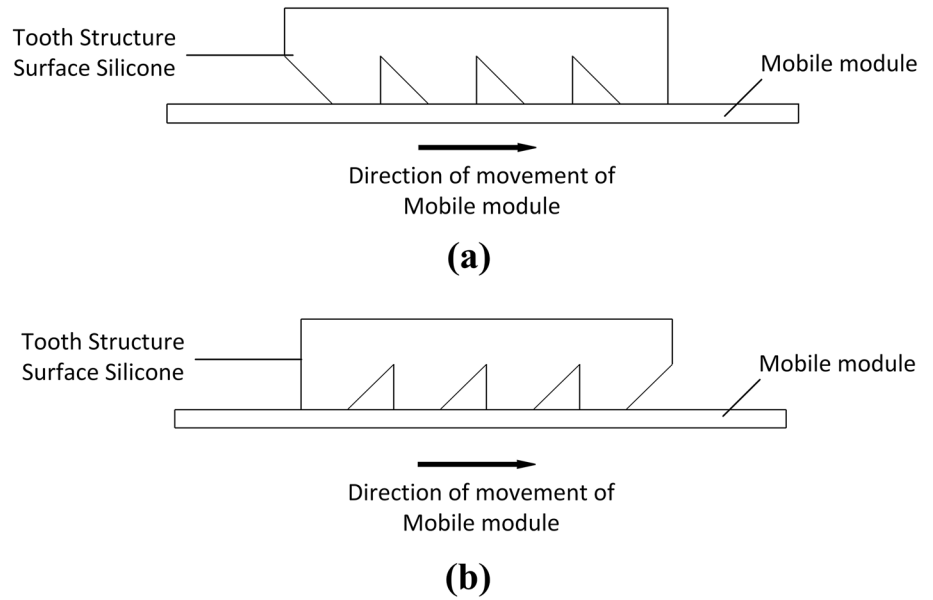 Tooth Structure
Surface Silicone
Mobile module
Direction of movement of
Mobile module
(a)
Tooth Structure
Surface Silicone
Mobile module
Direction of movement of
Mobile module
(b)